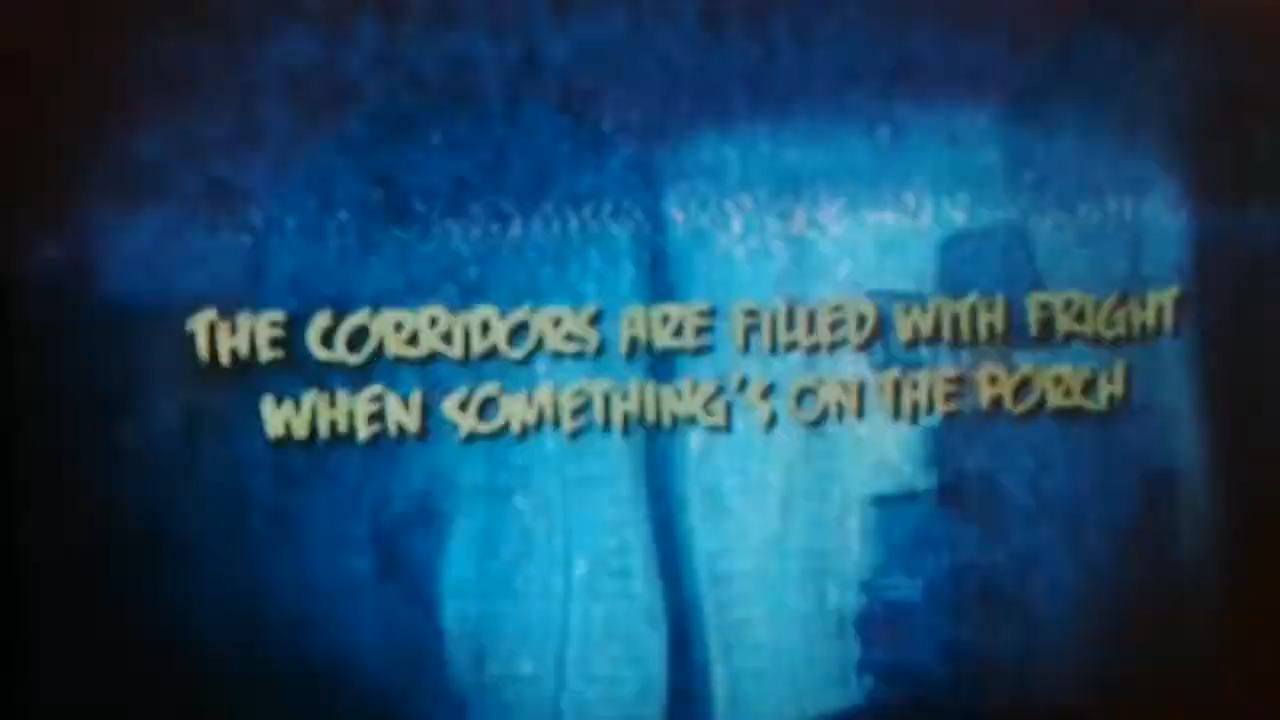 THE CORRIDORS ARE FILLED WITH FRIGHT
WHEN SOMETHING'S ON THE PORCH